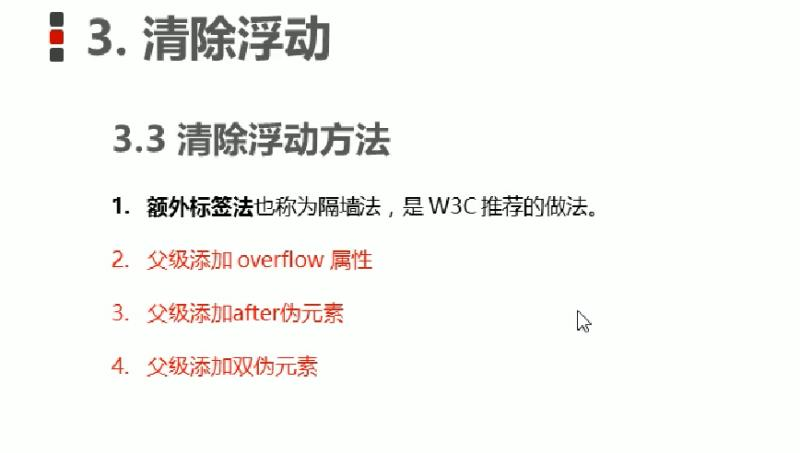 3. 清除浮动
3.3 清除浮动方法
1. 额外标签法也称为隔墙法，是 W3C 推荐的做法。
2. 父级添加 overflow 属性
3. 父级添加after伪元素
4. 父级添加双伪元素